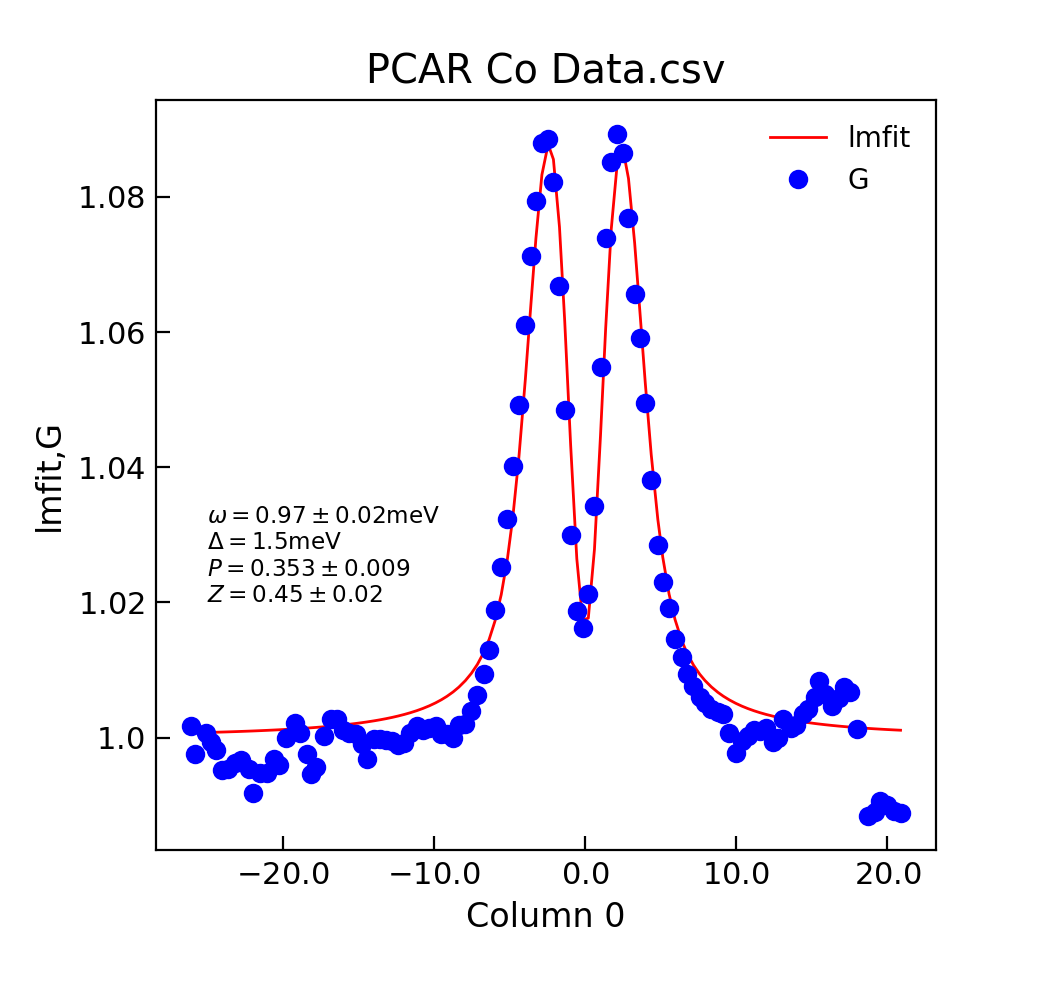 PCAR Co Data.csv
lmfit
G
1.08
1.06
1.04
1.02
1.0
lmfit,G
ω = 0.97 ± 0.02meV
Δ = 1.5meV
P = 0.353 ± 0.009
Z = 0.45 ± 0.02
−20.0 −10.0 0.0 10.0 20.0
Column 0